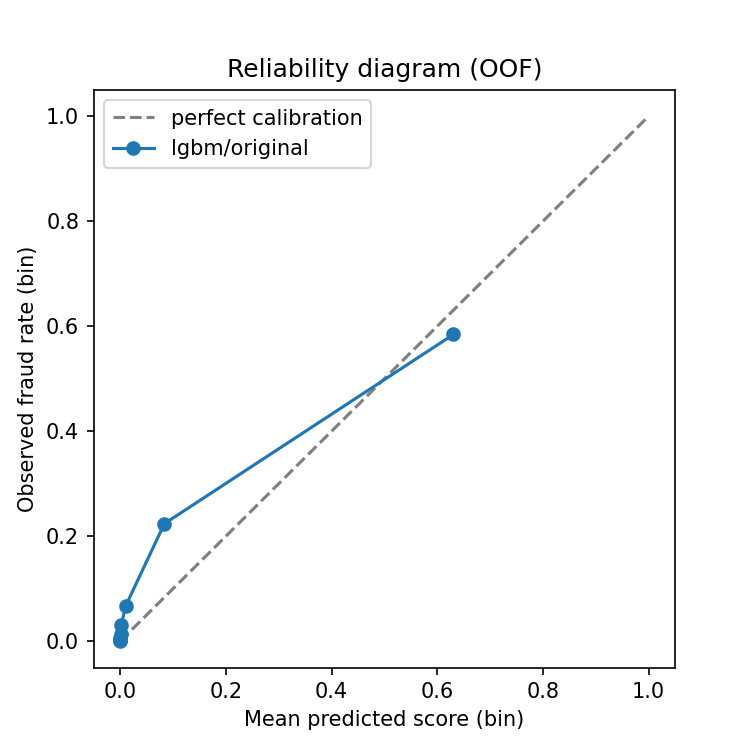 Reliability diagram (OOF)
perfect calibration
lgbm/original
1.0
0.8
0.6
0.4
0.2
0.0
Observed fraud rate (bin)
0.0 0.2 0.4 0.6 0.8 1.0
Mean predicted score (bin)